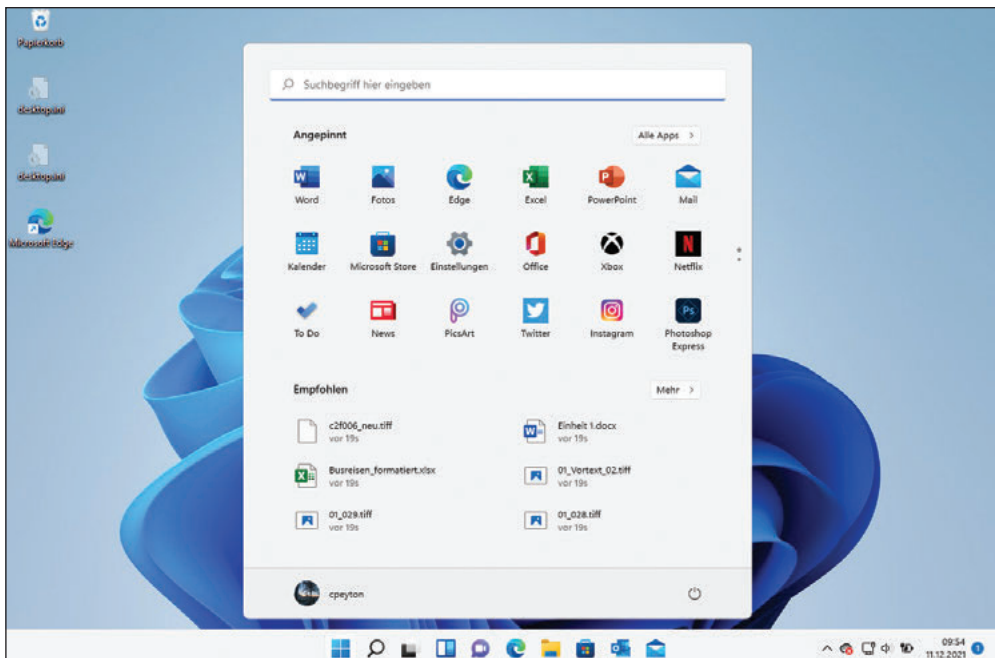 Papierkorb
desktop.ini
desktop.ini
Microsoft Edge
Suchbegriff hier eingeben
Angepinnt
Alle Apps >
Word Fotos Edge Excel PowerPoint Mail
Kalender Microsoft Store Einstellungen Office Xbox Netflix
To Do News PicsArt Twitter Instagram Photoshop
Express
Empfohlen
Mehr >
c2f006_neu.tiff
vor 19s
Einheit 1.docx
vor 19s
Busreisen_formatiert.xlsx
vor 19s
01_Vortext_02.tiff
vor 19s
01_029.tiff
vor 19s
01_028.tiff
vor 19s
cpeyton
09:54
11.12.2021
1